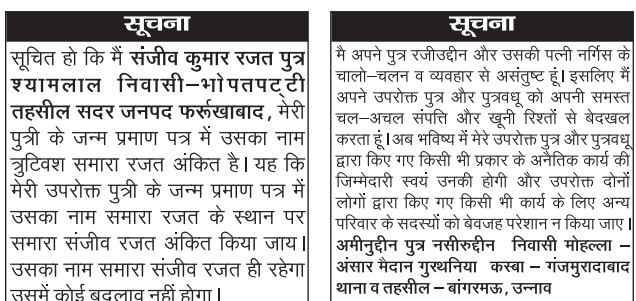 सूचना
सूचित हो कि मैं संजीव कुमार रजत पुत्र
श्यामलाल निवासी–भोपतपट्टी
तहसील सदर जनपद फर्रुखाबाद, मेरी
पुत्री के जन्म प्रमाण पत्र में उसका नाम
त्रुटिवश समारा रजत अंकित है। यह कि
मेरी उपरोक्त पुत्री के जन्म प्रमाण पत्र में
उसका नाम समारा रजत के स्थान पर
समारा संजीव रजत अंकित किया जाय।
उसका नाम समारा संजीव रजत ही रहेगा
उसमें कोई बदलाव नहीं होगा।
सूचना
मै अपने पुत्र रजीउद्दीन और उसकी पत्नी नर्गिस के
चालो–चलन व व्यवहार से असंतुष्ट हूं। इसलिए मैं
अपने उपरोक्त पुत्र और पुत्रवधू को अपनी समस्त
चल–अचल संपत्ति और खूनी रिश्तों से बेदखल
करता हूं।अब भविष्य में मेरे उपरोक्त पुत्र और पुत्रवधू
द्वारा किए गए किसी भी प्रकार के अनैतिक कार्य की
जिम्मेदारी स्वयं उनकी होगी और उपरोक्त दोनों
लोगों द्वारा किए गए किसी भी कार्य के लिए अन्य
परिवार के सदस्यों को बेवजह परेशान न किया जाए।
अमीनुद्दीन पुत्र नसीरुद्दीन निवासी मोहल्ला –
अंसार मैदान गुरथनिया कस्बा – गंजमुरादाबाद
थाना व तहसील – बांगरमऊ, उन्नाव